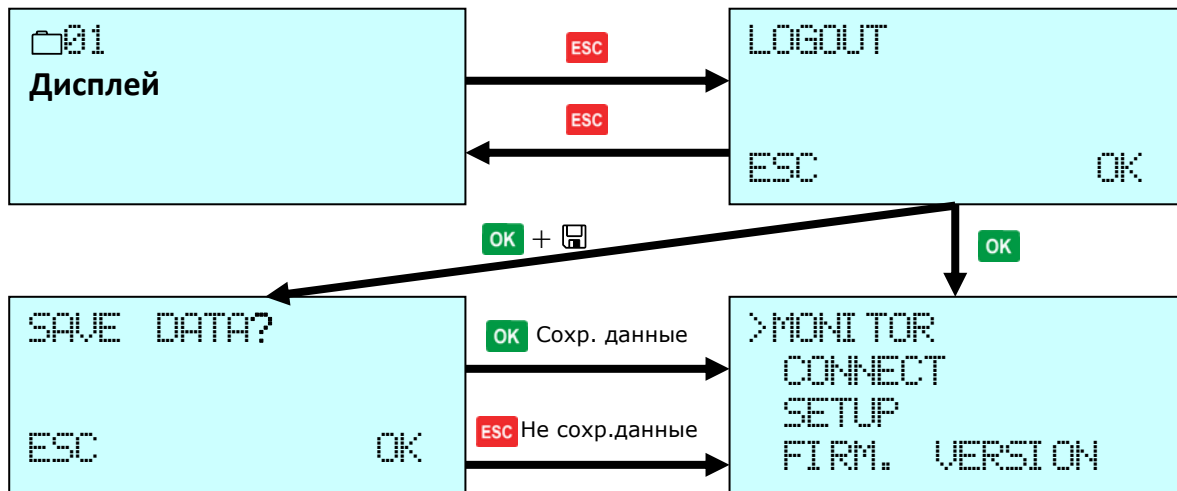 01
Дисплей
ESC
ESC
LOGOUT
ESC OK
OK +
OK
SAVE DATA?
ESC OK
OK Сохр. данные
ESC Не сохр.данные
>MONITOR
CONNECT
SETUP
FIRM. VERSION